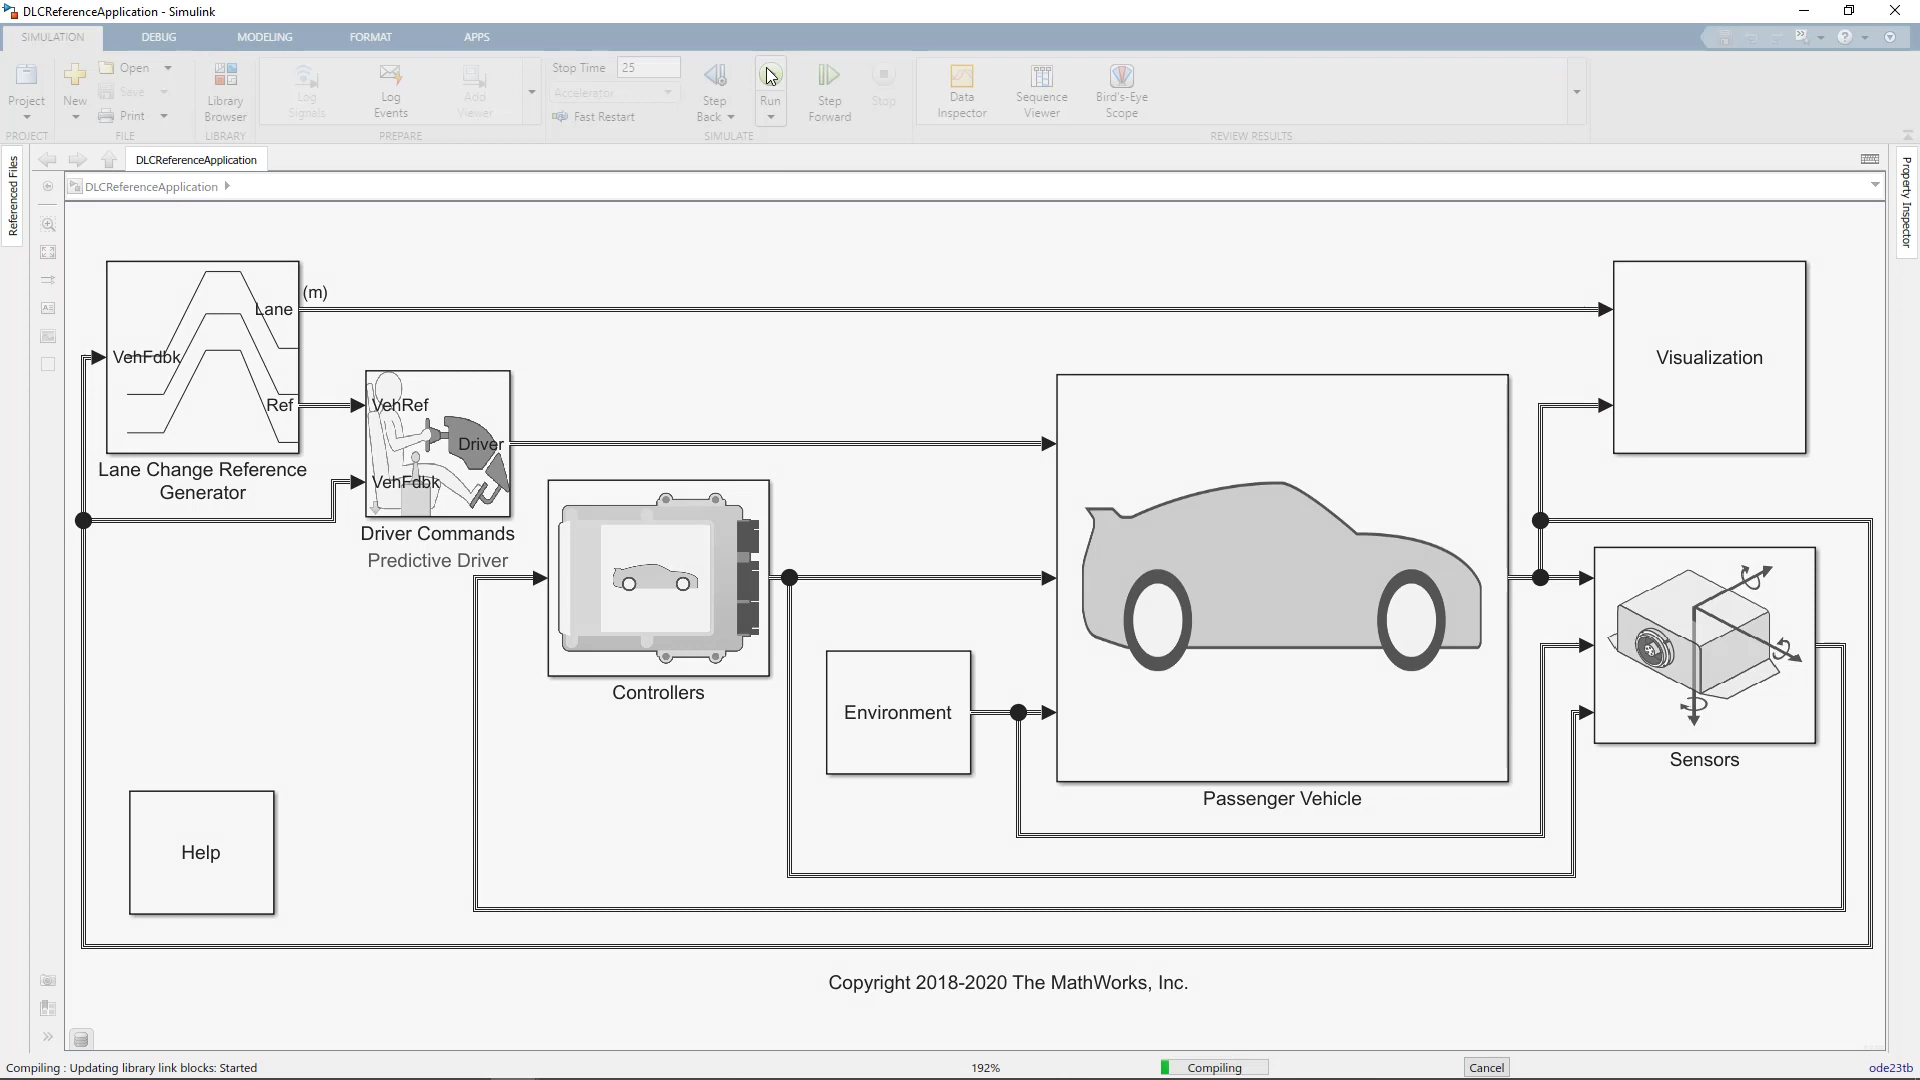 DLCReferenceApplication - Simulink
SIMULATION
DEBUG
MODELING
FORMAT
APPS
Project
New
Open
Save
Print
Library
Browser
Log
Signals
Log
Events
Add
Viewer
Stop Time 25
Accelerator
Fast Restart
Step
Back
Run
Step
Forward
Stop
Data
Inspector
Sequence
Viewer
Bird's-Eye
Scope
PROJECT
FILE
LIBRARY
PREPARE
SIMULATE
REVIEW RESULTS
Referenced Files
DLCReferenceApplication
DLCReferenceApplication
Property Inspector
Lane
(m)
VehFdbk
Ref
Lane Change Reference
Generator
VehRef
Driver
VehFdbk
Driver Commands
Predictive Driver
Controllers
Environment
Passenger Vehicle
Visualization
Sensors
Help
Copyright 2018-2020 The MathWorks, Inc.
Compiling : Updating library link blocks: Started
192%
Compiling
Cancel
ode23tb